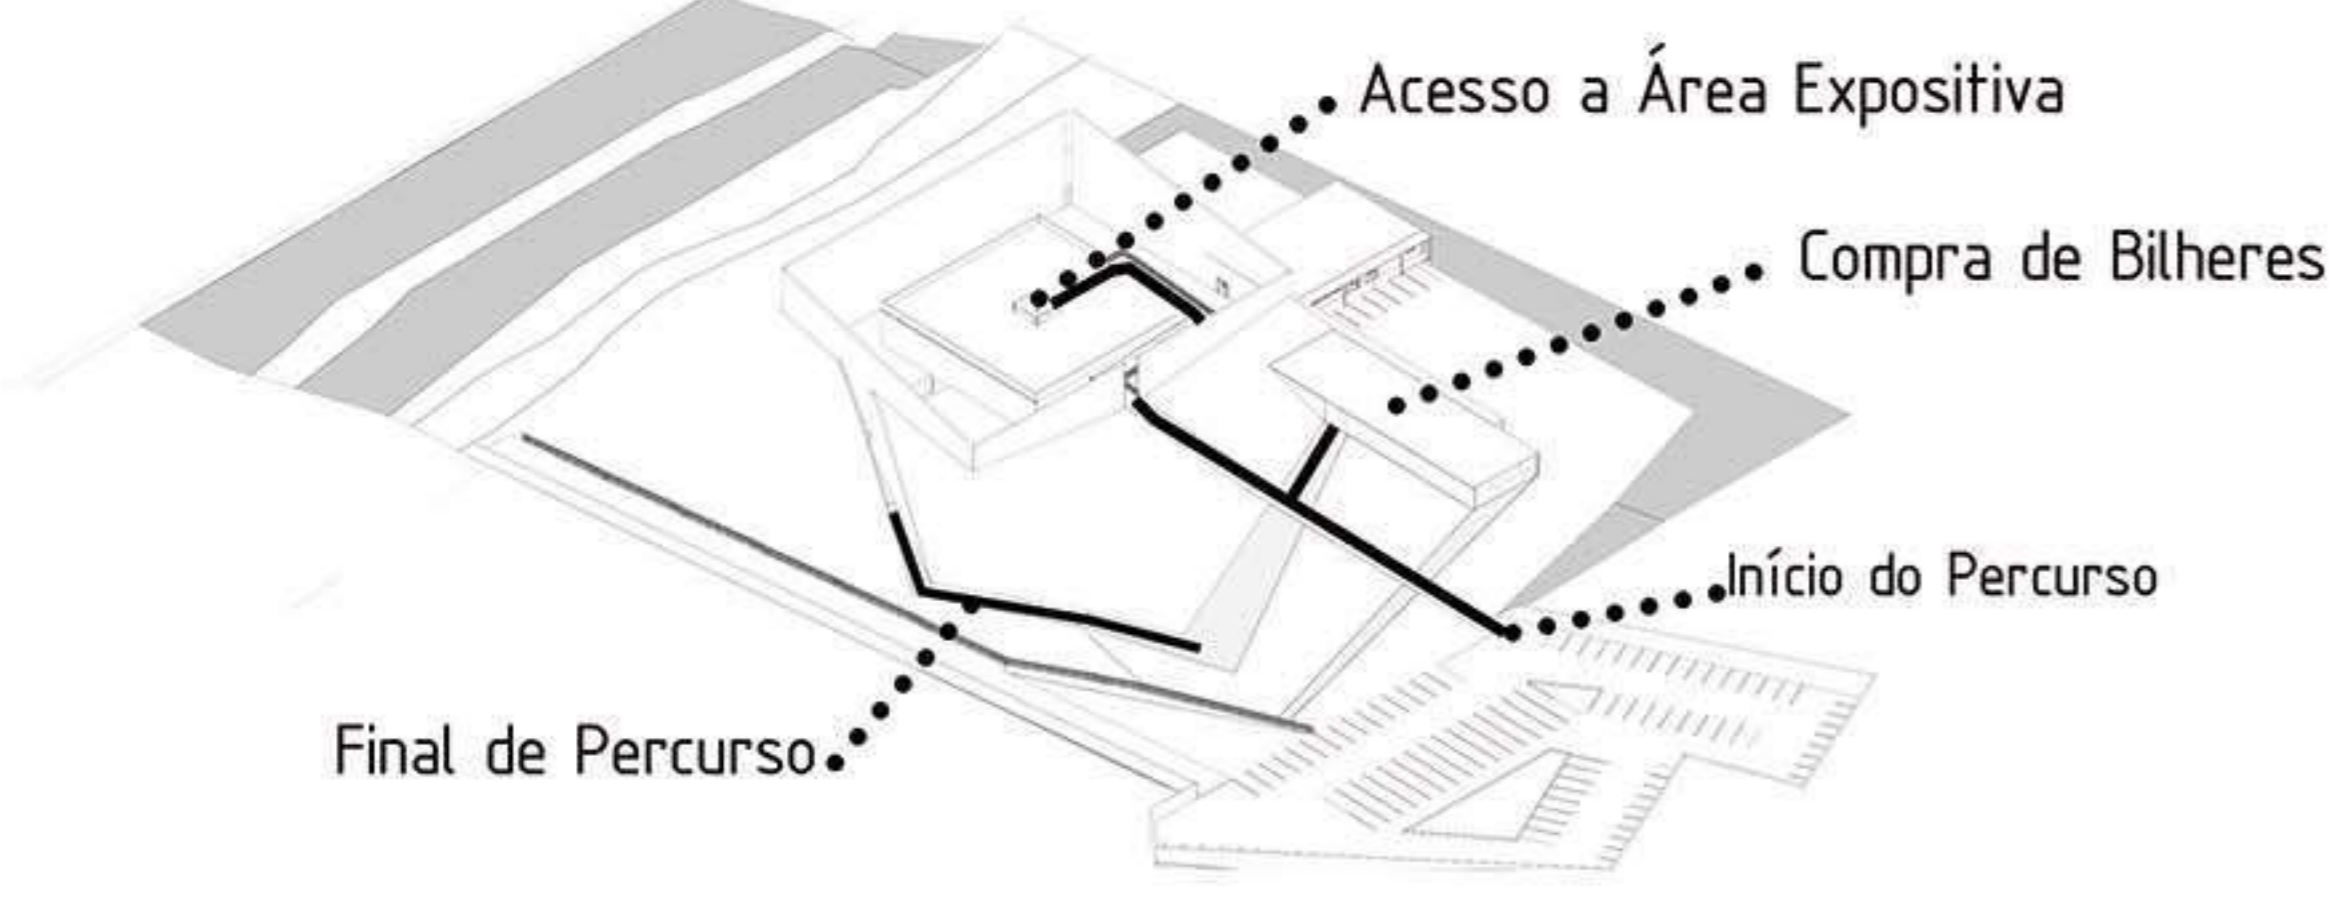 Acesso a Área Expositiva
Compra de Bilheres
Início do Percurso
Final de Percurso